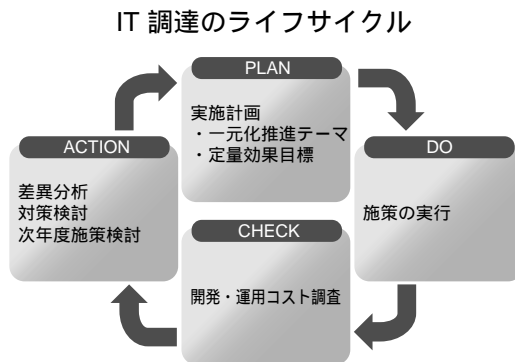 IT 調達のライフサイクル
PLAN
実施計画
・一元化推進テーマ
・定量効果目標
DO
施策の実行
CHECK
開発・運用コスト調査
ACTION
差異分析
対策検討
次年度施策検討